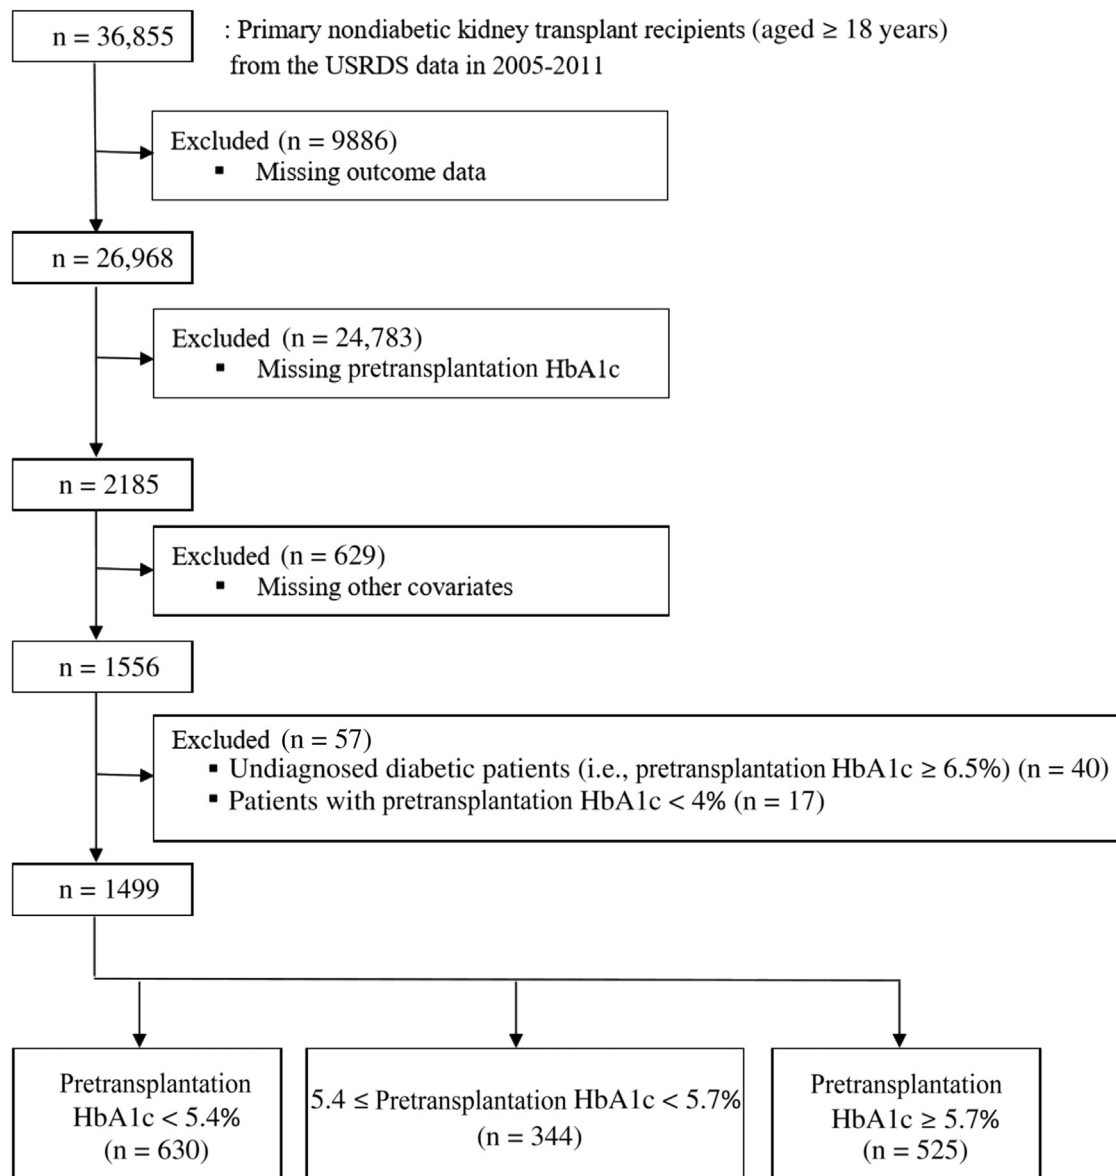 n = 36,855
: Primary nondiabetic kidney transplant recipients (aged ≥ 18 years)
from the USRDS data in 2005-2011
Excluded (n = 9886)
▪ Missing outcome data
n = 26,968
Excluded (n = 24,783)
▪ Missing pretransplantation HbA1c
n = 2185
Excluded (n = 629)
▪ Missing other covariates
n = 1556
Excluded (n = 57)
▪ Undiagnosed diabetic patients (i.e., pretransplantation HbA1c ≥ 6.5%) (n = 40)
▪ Patients with pretransplantation HbA1c < 4% (n = 17)
n = 1499
Pretransplantation
HbA1c < 5.4%
(n = 630)
5.4 ≤ Pretransplantation HbA1c < 5.7%
(n = 344)
Pretransplantation
HbA1c ≥ 5.7%
(n = 525)